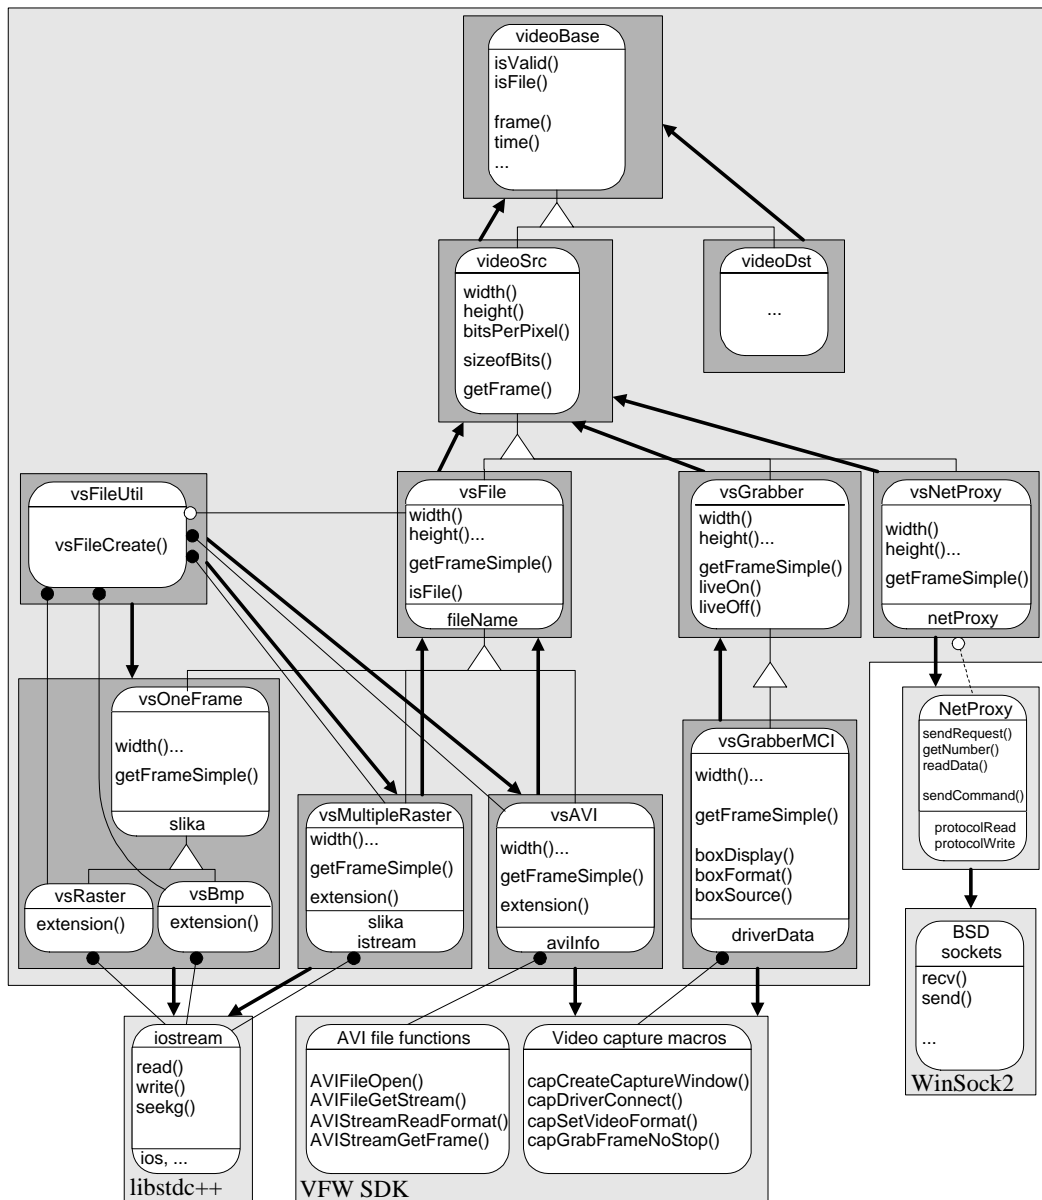 videoBase
isValid()
isFile()
frame()
time()
...
videoSrc
width()
height()
bitsPerPixel()
sizeofBits()
getFrame()
videoDst
...
vsFileUtil
vsFileCreate()
vsFile
width()
height()...
getFrameSimple()
isFile()
fileName
vsGrabber
width()
height()...
getFrameSimple()
liveOn()
liveOff()
vsNetProxy
width()
height()...
getFrameSimple()
netProxy
vsOneFrame
width()...
getFrameSimple()
slika
vsRaster
extension()
vsBmp
extension()
vsMultipleRaster
width()...
getFrameSimple()
extension()
slika
istream
vsAVI
width()...
getFrameSimple()
extension()
aviInfo
vsGrabberMCI
width()...
getFrameSimple()
boxDisplay()
boxFormat()
boxSource()
driverData
NetProxy
sendRequest()
getNumber()
readData()
sendCommand()
protocolRead
protocolWrite
BSD
sockets
recv()
send()
...
WinSock2
iostream
read()
write()
seekg()
ios, ...
libstdc++
AVI file functions
AVIFileOpen()
AVIFileGetStream()
AVIStreamReadFormat()
AVIStreamGetFrame()
Video capture macros
capCreateCaptureWindow()
capDriverConnect()
capSetVideoFormat()
capGrabFrameNoStop()
VFW SDK